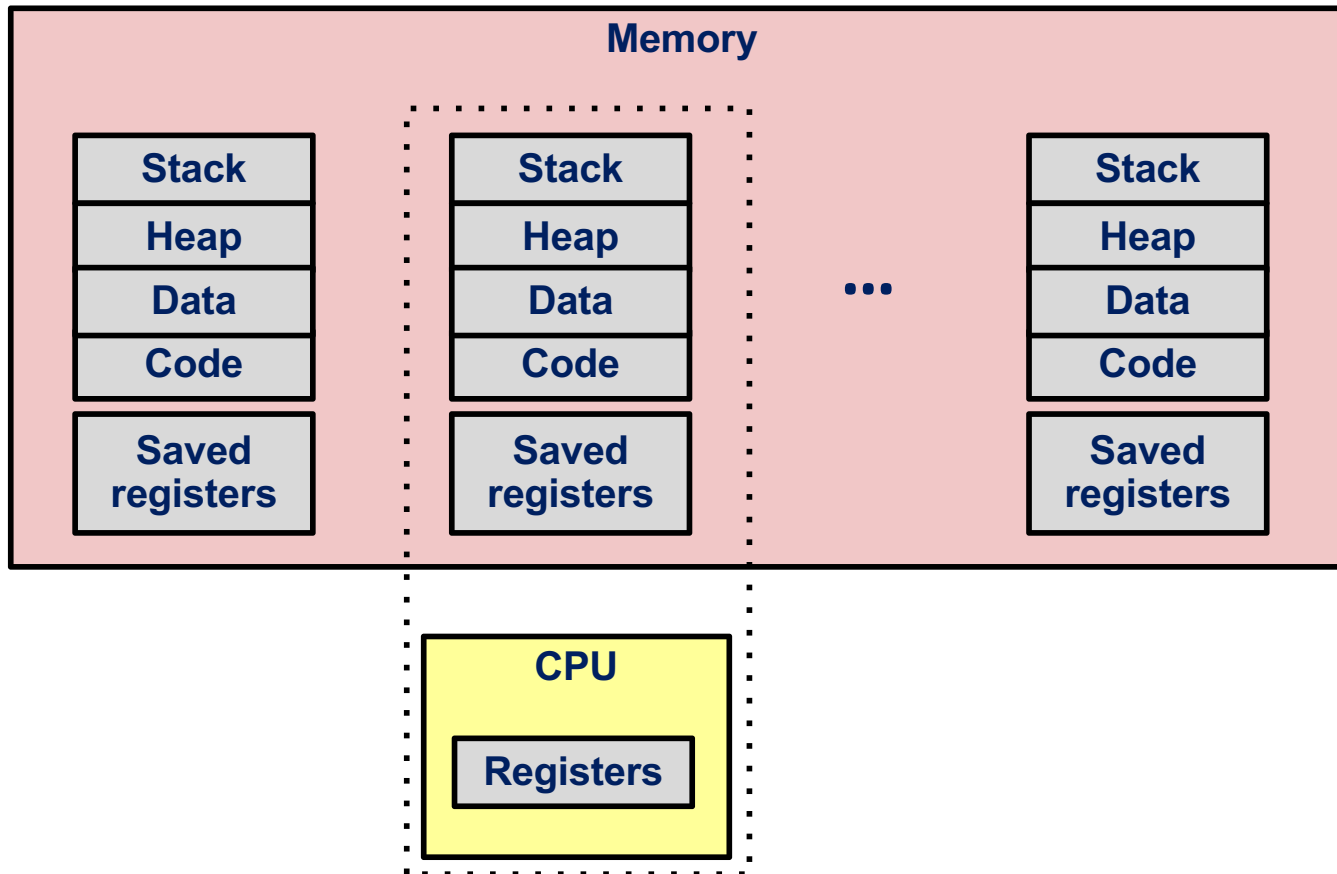 Memory
Stack
Heap
Data
Code
Saved
registers
Stack
Heap
Data
Code
Saved
registers
...
Stack
Heap
Data
Code
Saved
registers
CPU
Registers